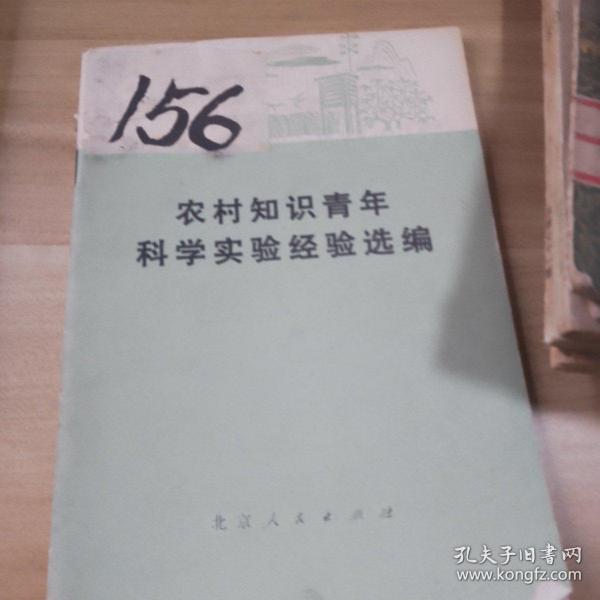 156
农村知识青年
科学实验经验选编
北京人民出版社
孔夫子旧书网
www.kongfz.com